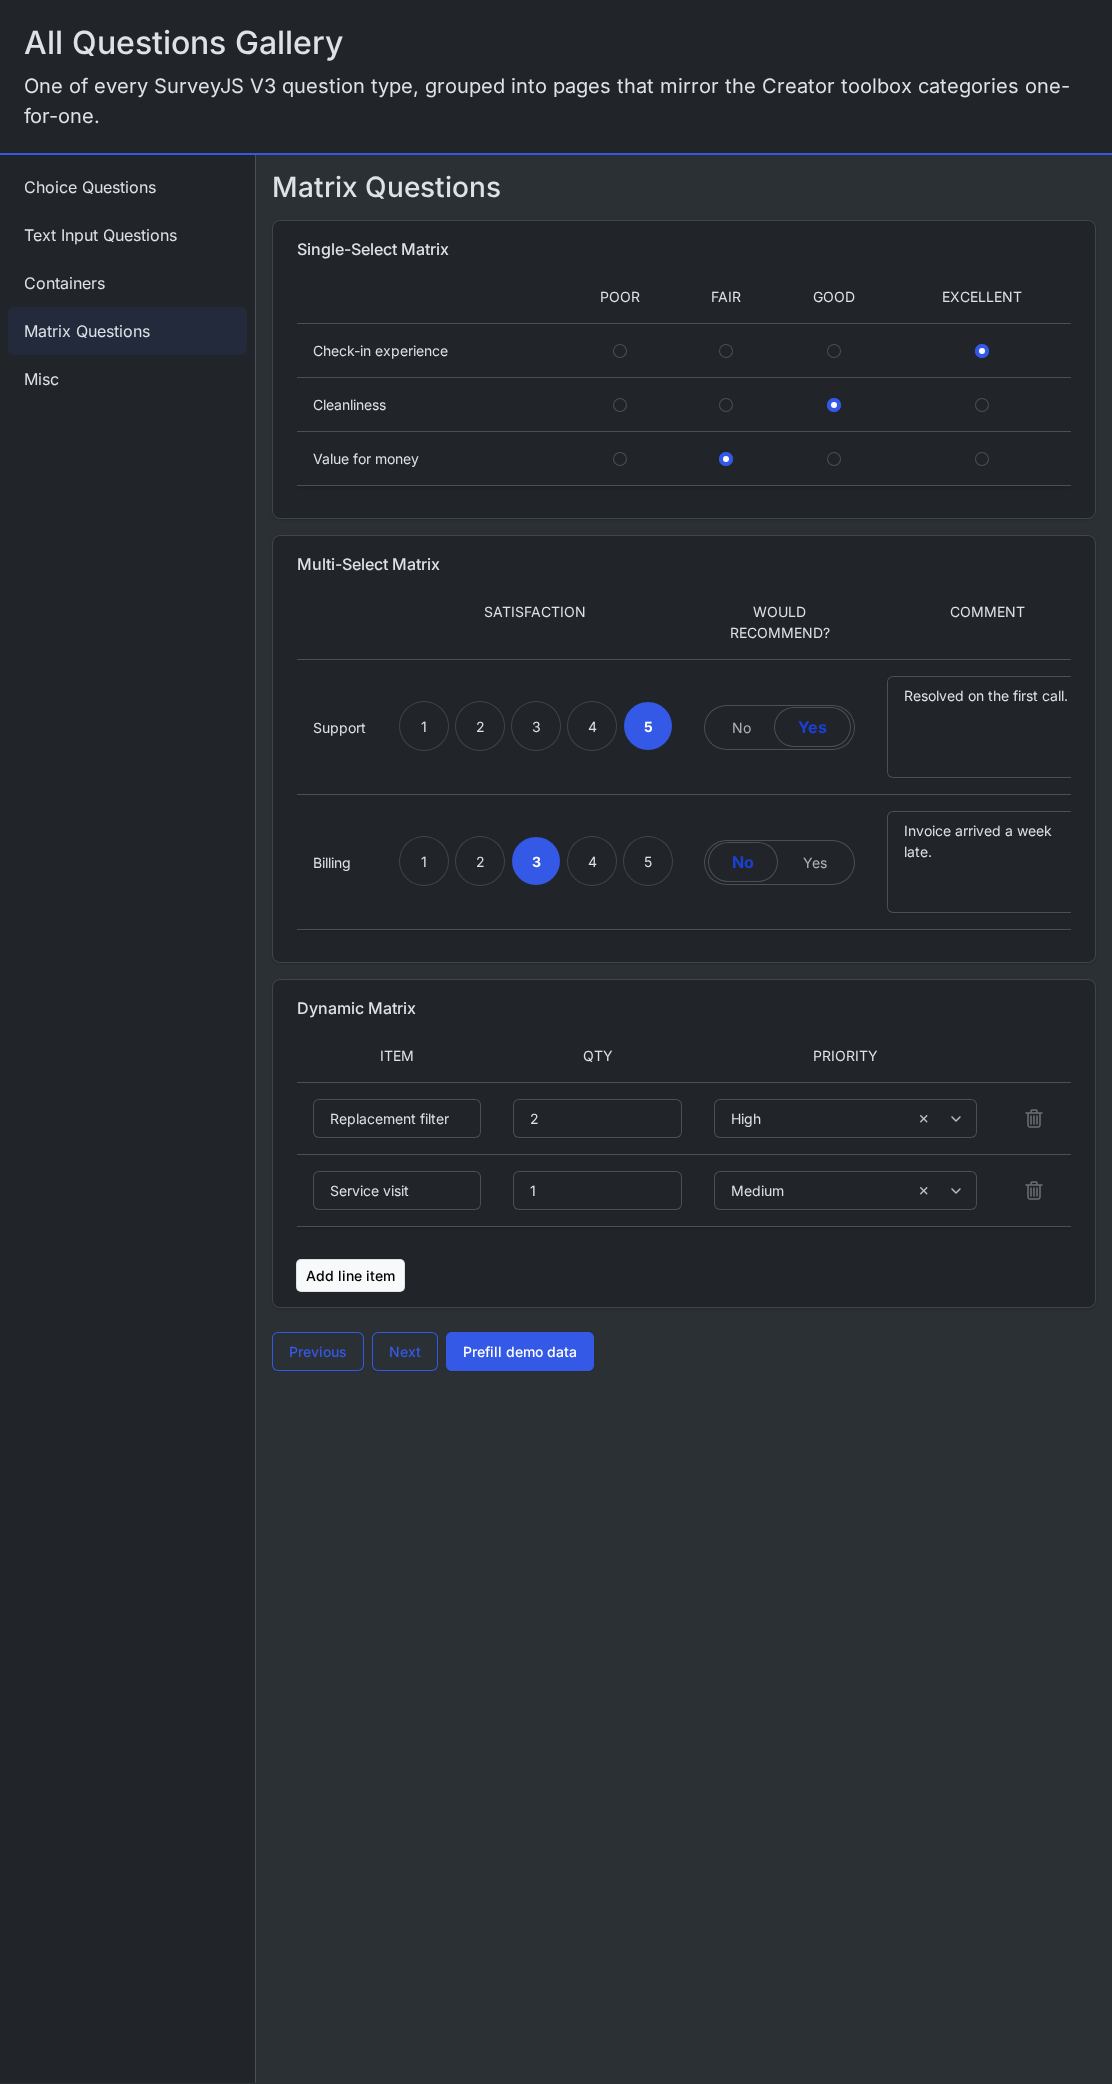 All Questions Gallery
One of every SurveyJS V3 question type, grouped into pages that mirror the Creator toolbox categories one-
for-one.
Choice Questions
Text Input Questions
Containers
Matrix Questions
Misc
Matrix Questions
Single-Select Matrix
POOR FAIR GOOD EXCELLENT
Check-in experience
Cleanliness
Value for money
Multi-Select Matrix
SATISFACTION WOULD RECOMMEND? COMMENT
Support 1 2 3 4 5 No Yes Resolved on the first call.
Billing 1 2 3 4 5 No Yes Invoice arrived a week
late.
Dynamic Matrix
ITEM QTY PRIORITY
Replacement filter 2 High
Service visit 1 Medium
Add line item
Previous Next Prefill demo data